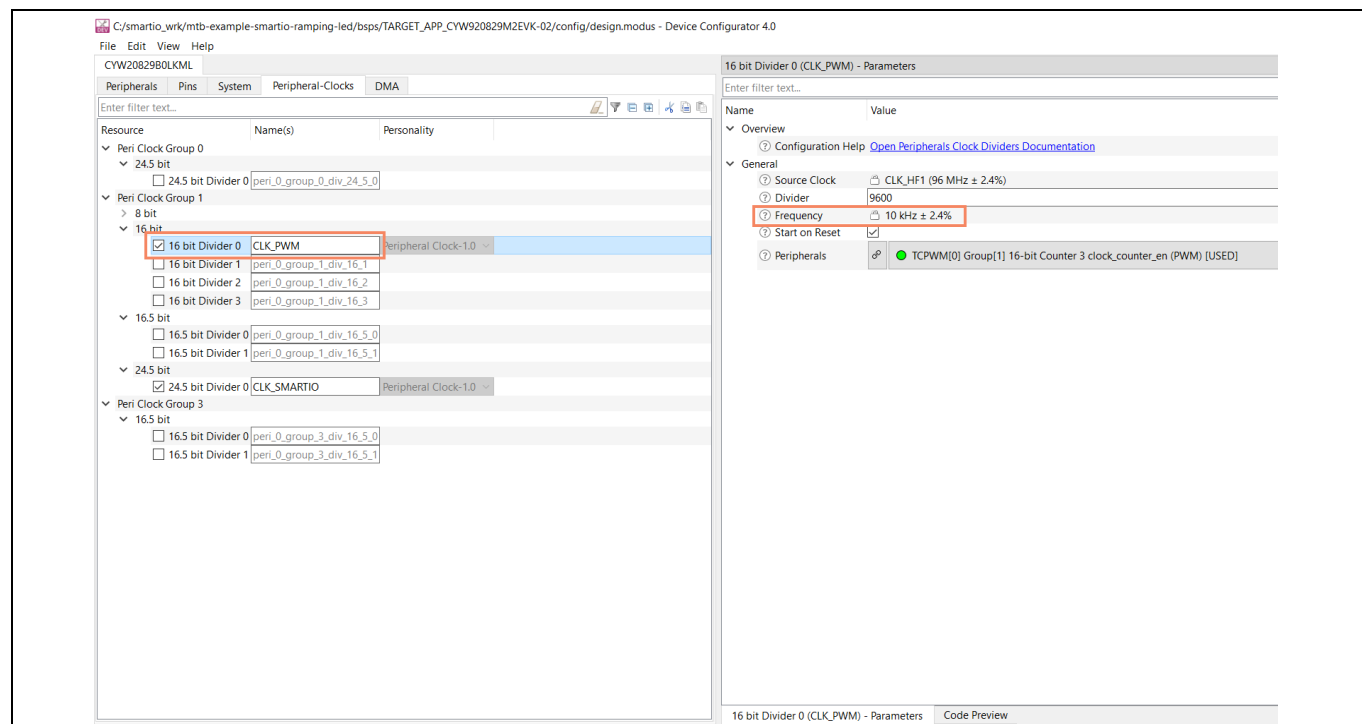 C:/smartio_wrk/mtb-example-smartio-ramping-led/bsps/TARGET_APP_CYW920829M2EVK-02/config/design.modus - Device Configurator 4.0
File Edit View Help
CYW20829B0LKML
Peripherals Pins System Peripheral-Clocks DMA
Enter filter text...
Resource Name(s) Personality
Peri Clock Group 0
24.5 bit
24.5 bit Divider 0 peri_0_group_0_div_24_5_0
Peri Clock Group 1
8 bit
16 bit
16 bit Divider 0 CLK_PWM Peripheral Clock-1.0
16 bit Divider 1 peri_0_group_1_div_16_1
16 bit Divider 2 peri_0_group_1_div_16_2
16 bit Divider 3 peri_0_group_1_div_16_3
16.5 bit
16.5 bit Divider 0 peri_0_group_1_div_16_5_0
16.5 bit Divider 1 peri_0_group_1_div_16_5_1
24.5 bit
24.5 bit Divider 0 CLK_SMARTIO Peripheral Clock-1.0
Peri Clock Group 3
16.5 bit
16.5 bit Divider 0 peri_0_group_3_div_16_5_0
16.5 bit Divider 1 peri_0_group_3_div_16_5_1
16 bit Divider 0 (CLK_PWM) - Parameters
Enter filter text...
Name Value
Overview
Configuration Help Open Peripherals Clock Dividers Documentation
General
Source Clock CLK_HF1 (96 MHz ± 2.4%)
Divider 9600
Frequency 10 kHz ± 2.4%
Start on Reset
Peripherals TCPWM[0] Group[1] 16-bit Counter 3 clock_counter_en (PWM) [USED]
16 bit Divider 0 (CLK_PWM) - Parameters Code Preview